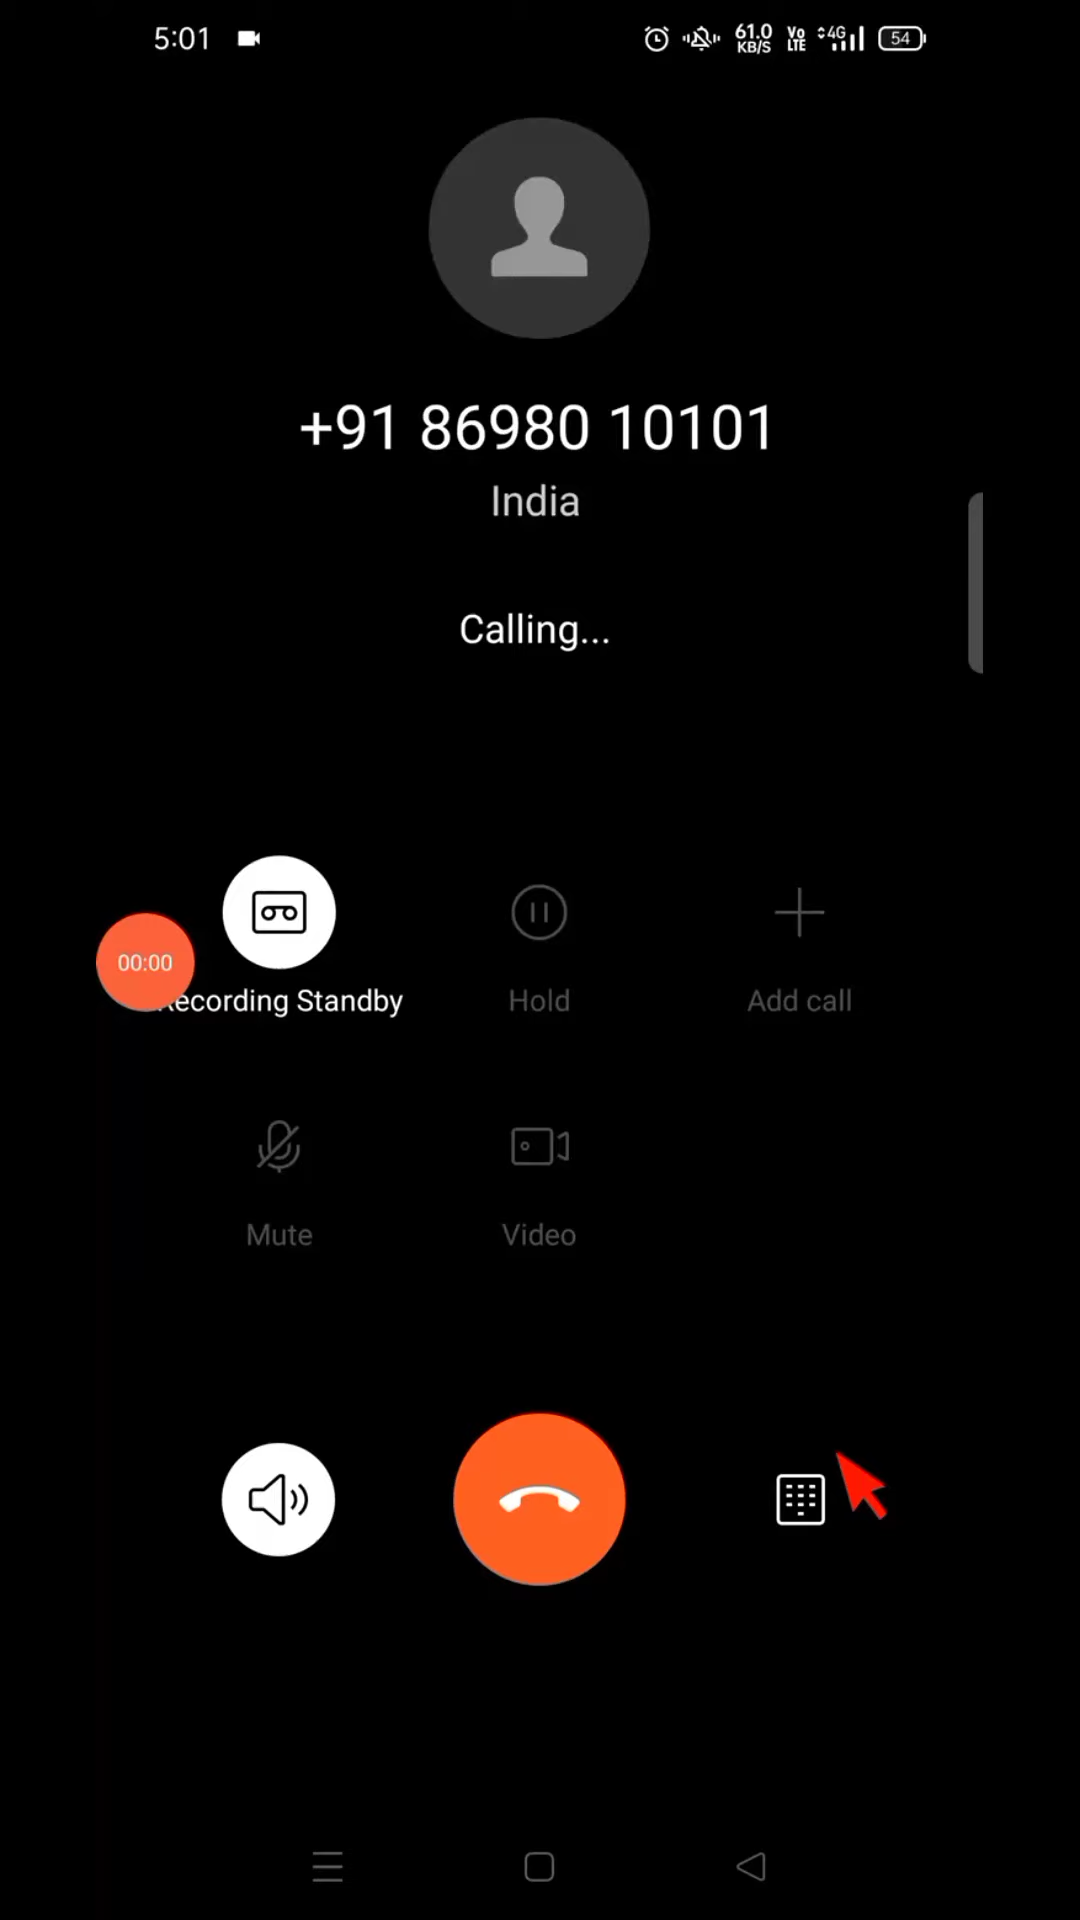 5:01
61.0
KB/S
Vo
LTE
4G
54
+91 86980 10101
India
Calling...
00:00
ecording Standby
Hold
Add call
Mute
Video